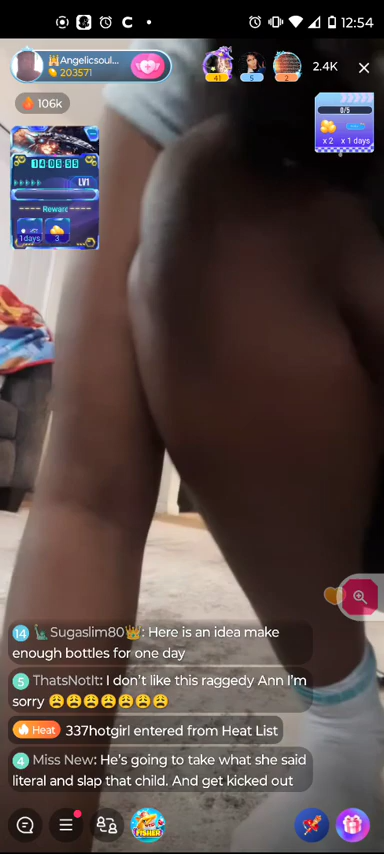 12:54
Angelicsoul...
203571
41
5
2
2.4K
106k
0/5
x 2
x 1 days
14:09:59
LV1
Reward
1days
3
14 Sugaslim80: Here is an idea make
enough bottles for one day
5 ThatsNotIt: I don't like this raggedy Ann I'm
sorry 😩😩😩😩😩😩😩
Heat 337hotgirl entered from Heat List
4 Miss New: He's going to take what she said
literal and slap that child. And get kicked out
FISHER